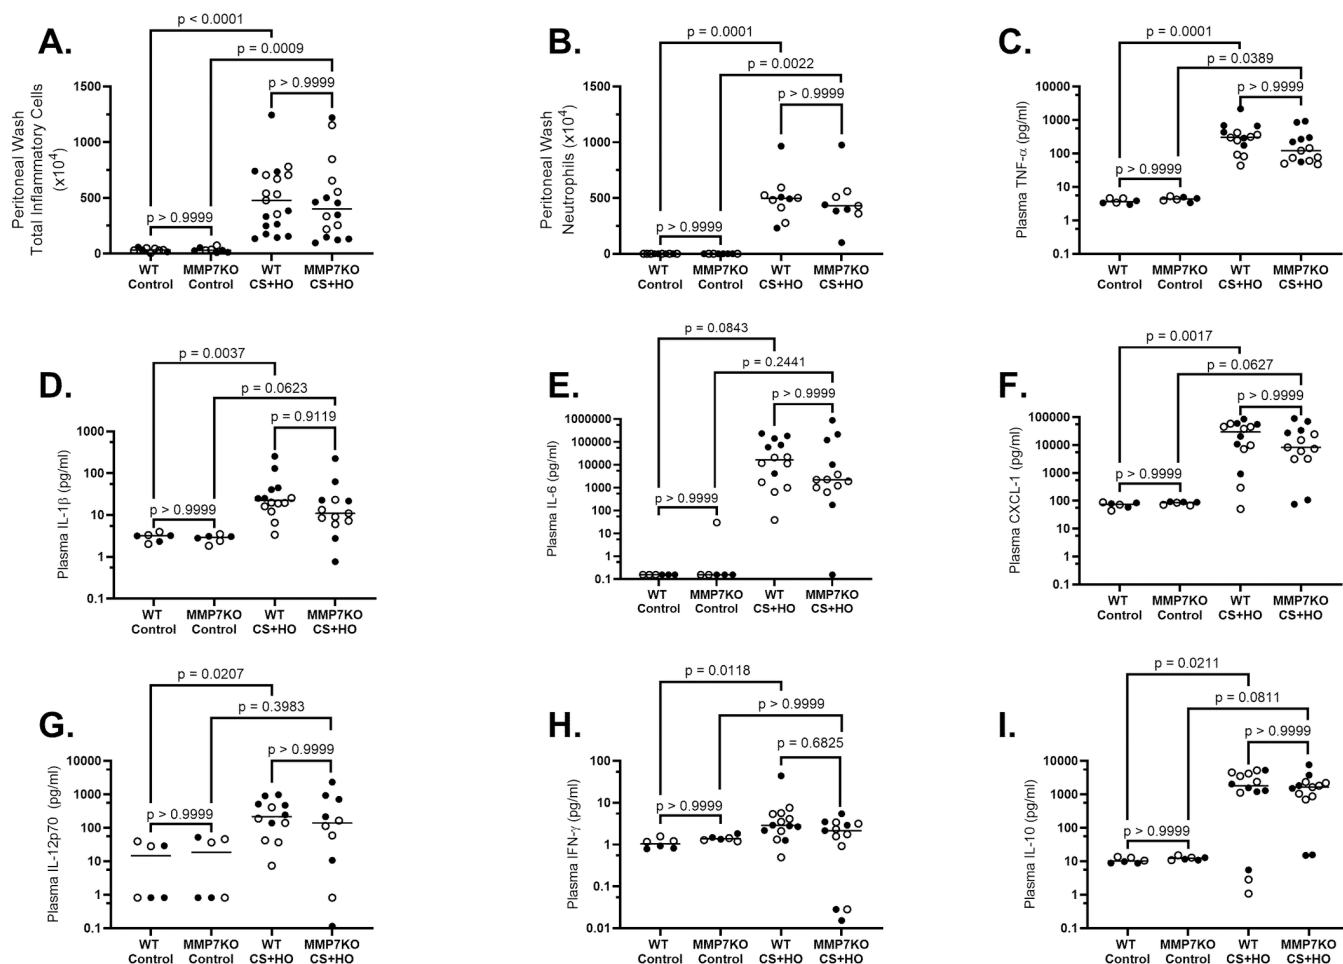 A.
p < 0.0001
p = 0.0009
p > 0.9999
p > 0.9999
Peritoneal Wash
Total Inflammatory Cells
(x10⁴)
1500
1000
500
0
WT
Control
MMP7KO
Control
WT
CS+HO
MMP7KO
CS+HO
B.
p = 0.0001
p = 0.0022
p > 0.9999
p > 0.9999
Peritoneal Wash
Neutrophils (x10⁴)
1500
1000
500
0
WT
Control
MMP7KO
Control
WT
CS+HO
MMP7KO
CS+HO
C.
p = 0.0001
p = 0.0389
p > 0.9999
p > 0.9999
Plasma TNF-α (pg/ml)
10000
1000
100
10
1
0.1
WT
Control
MMP7KO
Control
WT
CS+HO
MMP7KO
CS+HO
D.
p = 0.0037
p = 0.0623
p = 0.9119
p > 0.9999
Plasma IL-1β (pg/ml)
1000
100
10
1
0.1
WT
Control
MMP7KO
Control
WT
CS+HO
MMP7KO
CS+HO
E.
p = 0.0843
p = 0.2441
p > 0.9999
p > 0.9999
Plasma IL-6 (pg/ml)
1000000
100000
10000
1000
100
10
1
0.1
WT
Control
MMP7KO
Control
WT
CS+HO
MMP7KO
CS+HO
F.
p = 0.0017
p = 0.0627
p > 0.9999
p > 0.9999
Plasma CXCL-1 (pg/ml)
100000
10000
1000
100
10
1
0.1
WT
Control
MMP7KO
Control
WT
CS+HO
MMP7KO
CS+HO
G.
p = 0.0207
p = 0.3983
p > 0.9999
p > 0.9999
Plasma IL-12p70 (pg/ml)
10000
1000
100
10
1
0.1
WT
Control
MMP7KO
Control
WT
CS+HO
MMP7KO
CS+HO
H.
p = 0.0118
p > 0.9999
p = 0.6825
p > 0.9999
Plasma IFN-γ (pg/ml)
100
10
1
0.1
0.01
WT
Control
MMP7KO
Control
WT
CS+HO
MMP7KO
CS+HO
I.
p = 0.0211
p = 0.0811
p > 0.9999
p > 0.9999
Plasma IL-10 (pg/ml)
10000
1000
100
10
1
0.1
WT
Control
MMP7KO
Control
WT
CS+HO
MMP7KO
CS+HO